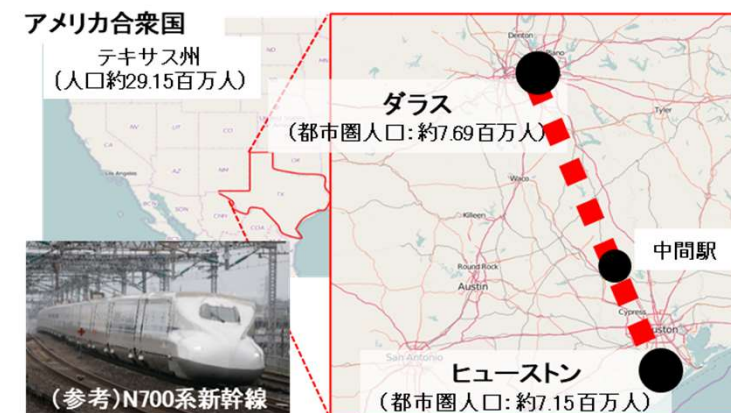 アメリカ合衆国
テキサス州
(人口約29.15百万人)
ダラス
(都市圏人口:約7.69百万人)
中間駅
ヒューストン
(都市圏人口:約7.15百万人)
(参考)N700系新幹線
Denton
Tyler
Waco
Killeen
Round Rock
Austin
Cypress
San Antonio
Los Angeles